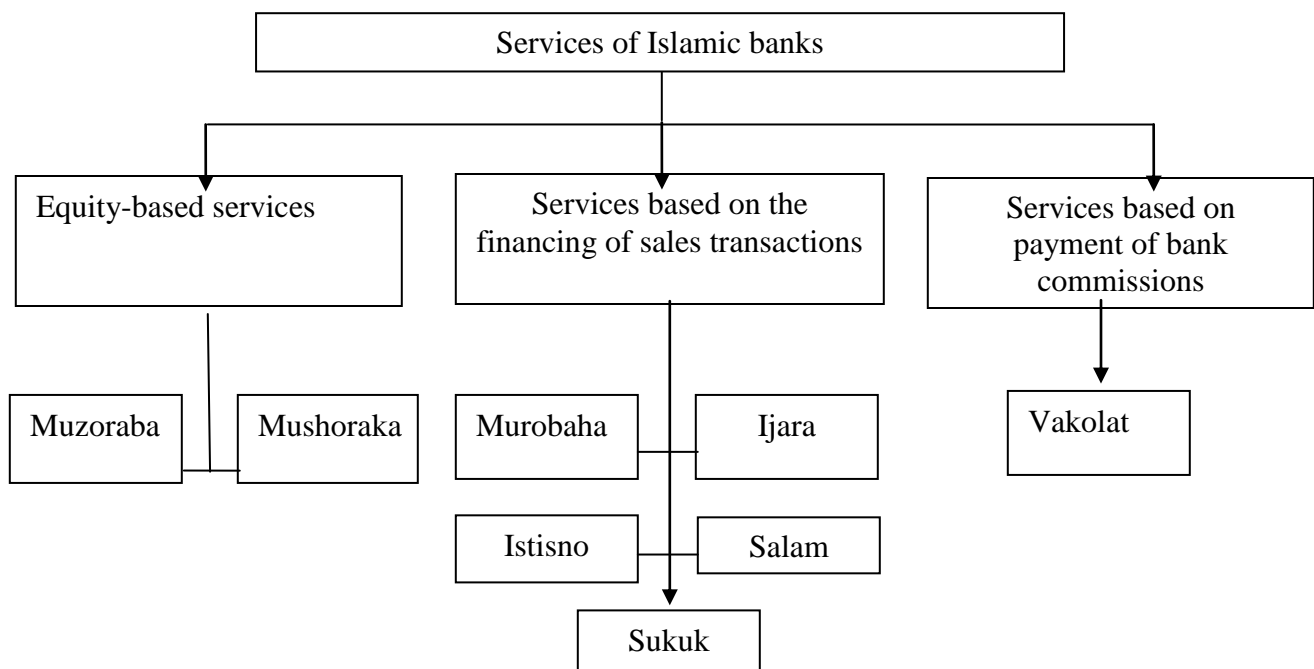 Services of Islamic banks
Equity-based services
Services based on the
financing of sales transactions
Services based on
payment of bank
commissions
Muzoraba
Mushoraka
Murobaha
Ijara
Vakolat
Istisno
Salam
Sukuk